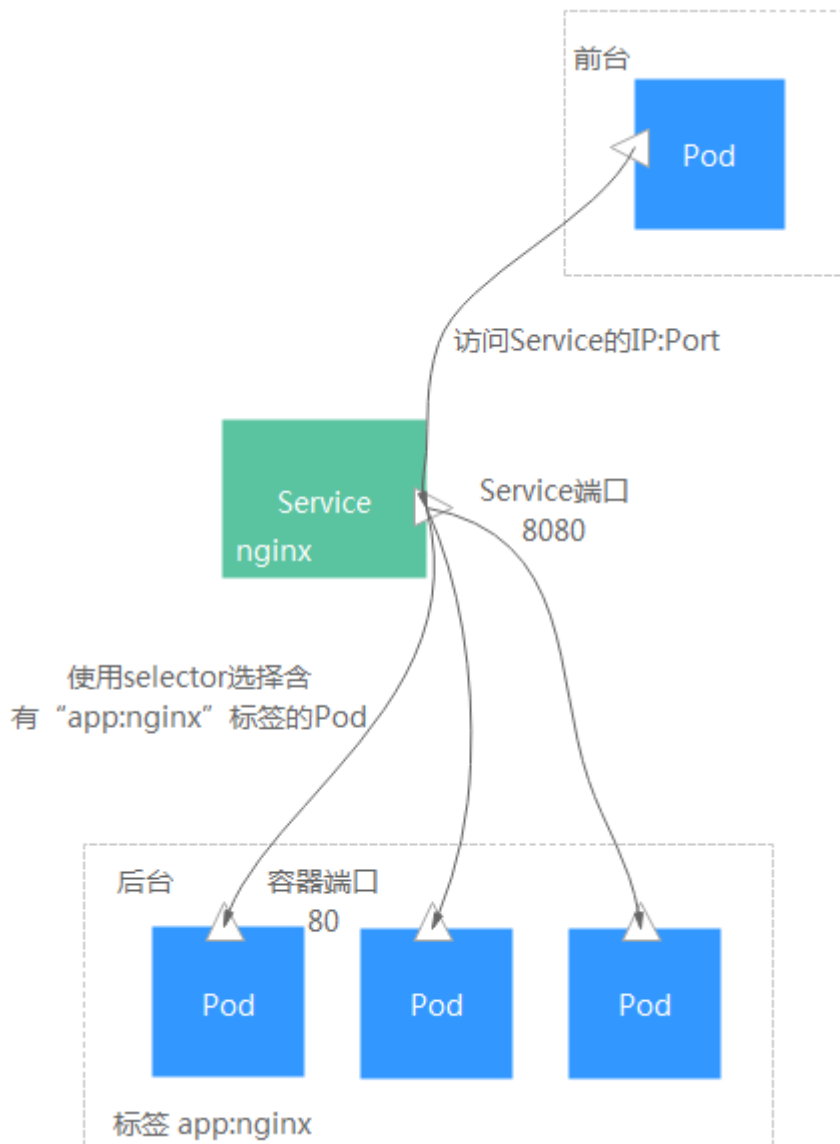 前台
Pod
访问Service的IP:Port
Service
nginx
Service端口
8080
使用selector选择含
有“app:nginx”标签的Pod
后台
容器端口
80
Pod
Pod
Pod
标签 app:nginx